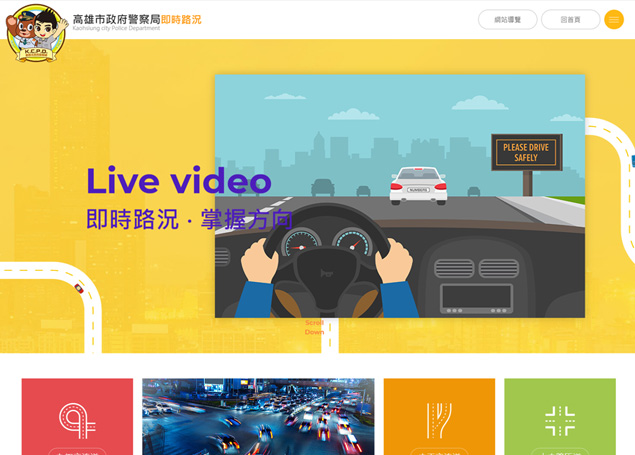 高雄市政府警察局即時路況
Kaohsiung city Police Department
K.C.P.D.
網站導覽
回首頁
PLEASE DRIVE
SAFELY
Live video
即時路況 · 掌握方向
Scroll
Down